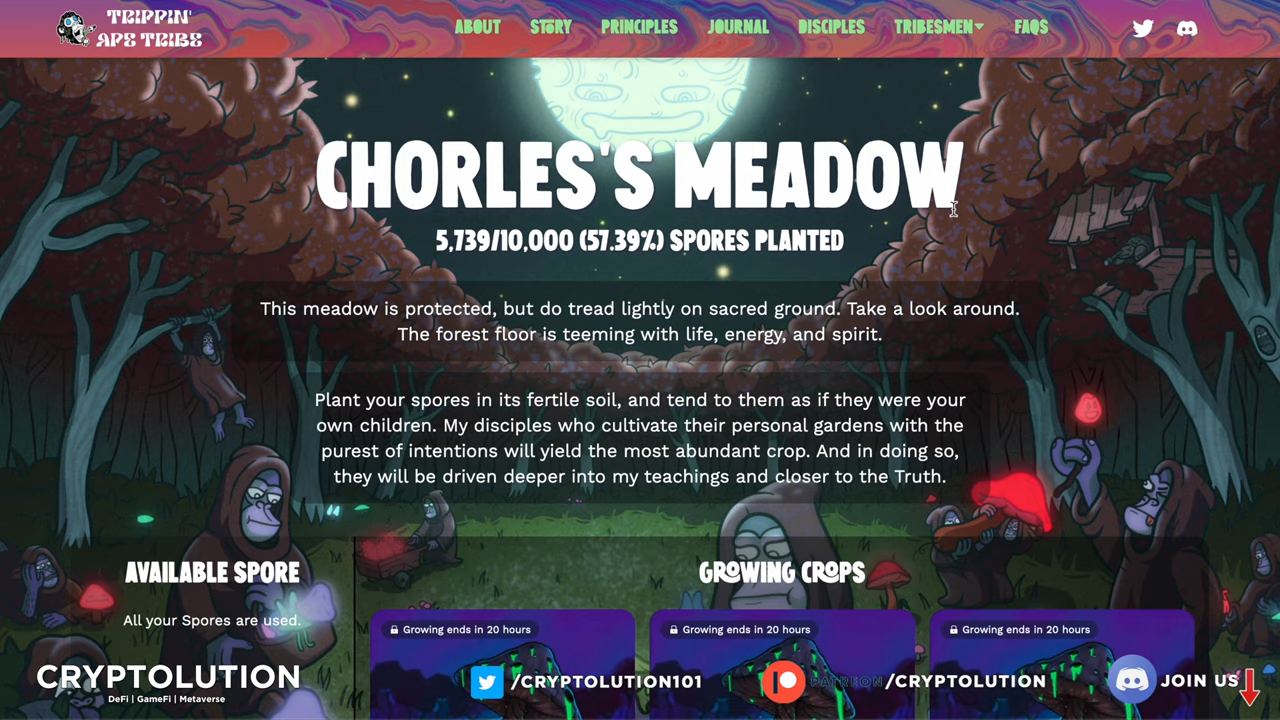 TRIPPIN'
APE TRIBE
ABOUT
STORY
PRINCIPLES
JOURNAL
DISCIPLES
TRIBESMEN
FAQS
CHORLES'S MEADOW
5,739/10,000 (57.39%) SPORES PLANTED
This meadow is protected, but do tread lightly on sacred ground. Take a look around.
The forest floor is teeming with life, energy, and spirit.
Plant your spores in its fertile soil, and tend to them as if they were your
own children. My disciples who cultivate their personal gardens with the
purest of intentions will yield the most abundant crop. And in doing so,
they will be driven deeper into my teachings and closer to the Truth.
AVAILABLE SPORE
All your Spores are used.
GROWING CROPS
Growing ends in 20 hours
Growing ends in 20 hours
Growing ends in 20 hours
CRYPTOLUTION
DeFi | GameFi | Metaverse
/CRYPTOLUTION101
PATREON/CRYPTOLUTION
JOIN US